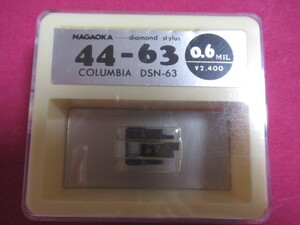 NAGAOKA diamond stylus
44-63
0.6 MIL
COLUMBIA DSN-63
¥2,400